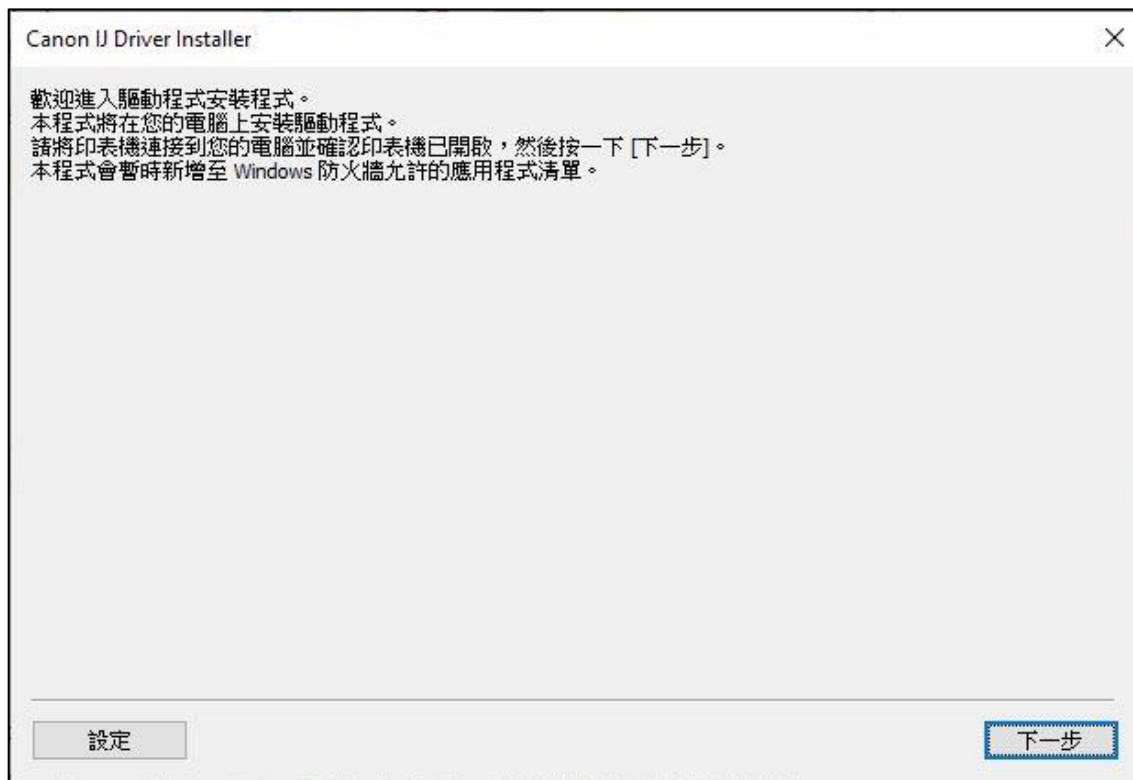 Canon IJ Driver Installer
歡迎進入驅動程式安裝程式。
本程式將在您的電腦上安裝驅動程式。
請將印表機連接到您的電腦並確認印表機已開啟，然後按一下 [下一步]。
本程式會暫時新增至 Windows 防火牆允許的應用程式清單。
設定
下一步